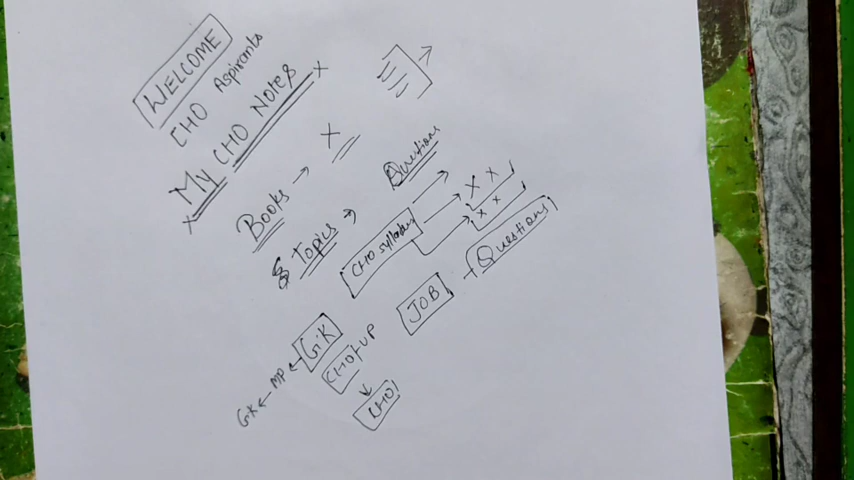 WELCOME
CHO Aspirants
My CHO Notes
Books → X
Topics → Questions
CHO Syllabus
X X
X X
Questions
JOB
GK ← MP ← GK
CHO-UP
CHO